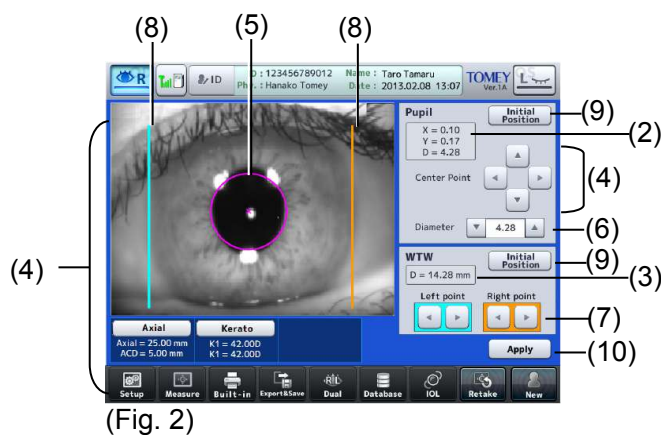 (8) (5) (8)
R ID ID : 123456789012 Name : Taro Tamaru TOMEY L
Phy. : Hanako Tomey Date : 2013.02.08 13:07 Ver.1A
Pupil Initial Position (9)
X = 0.10
Y = 0.17
D = 4.28
(2)
Center Point (4)
Diameter 4.28 (6)
(4)
WTW Initial Position (9)
D = 14.28 mm (3)
Left point Right point
(7)
Axial Kerato
Axial = 25.00 mm K1 = 42.00D
ACD = 5.00 mm K1 = 42.00D
Apply (10)
Setup Measure Built-in Export&Save Dual Database IOL Retake New
(Fig. 2)